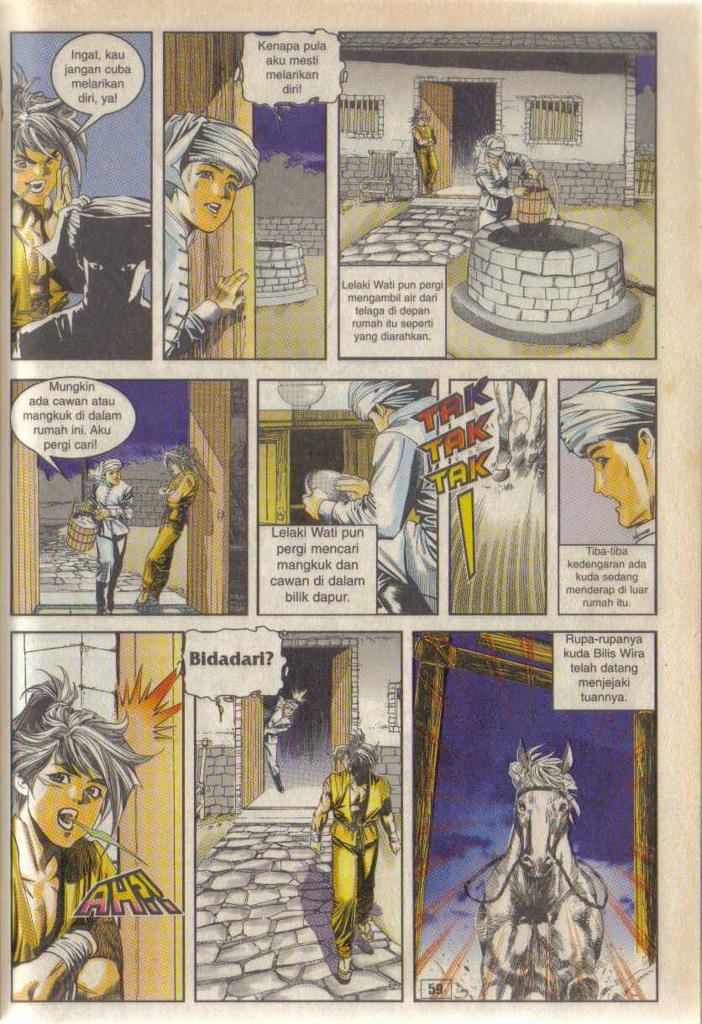 Ingat, kau
jangan cuba
melarikan
diri, ya!
Kenapa pula
aku mesti
melarikan
diri!
Lelaki Wati pun pergi
mengambil air dari
telaga di depan
rumah itu seperti
yang diarahkan.
Mungkin
ada cawan atau
mangkuk di dalam
rumah ini. Aku
pergi cari!
Lelaki Wati pun
pergi mencari
mangkuk dan
cawan di dalam
bilik dapur.
TAK
TAK
TAK
!
Tiba-tiba
kedengaran ada
kuda sedang
menderap di luar
rumah itu.
AHH!
Bidadari?
Rupa-rupanya
kuda Bilis Wira
telah datang
menjejaki
tuannya.
59